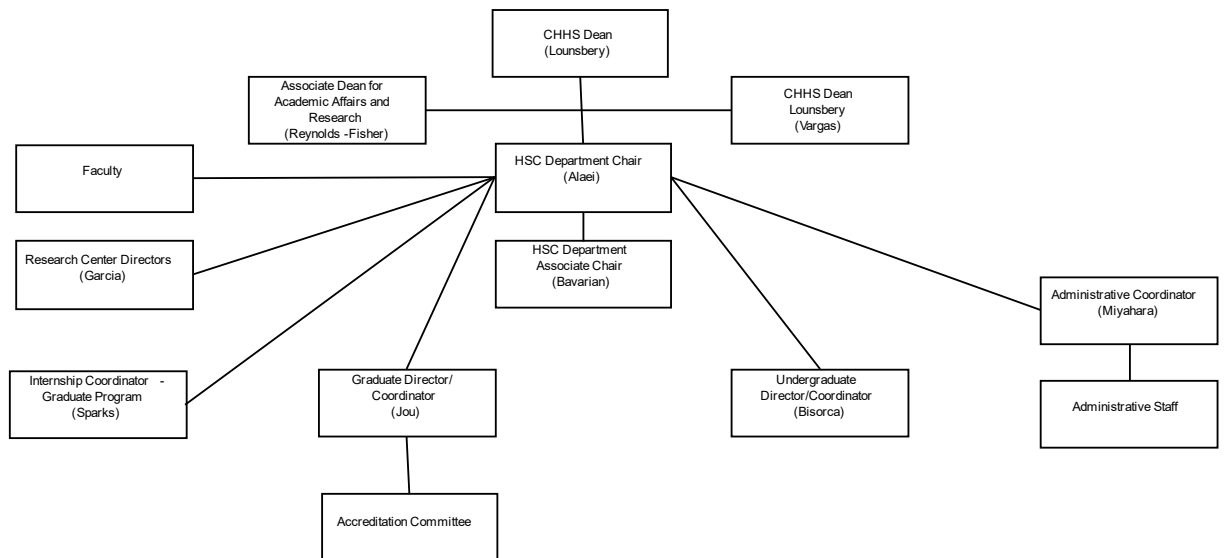 CHHS Dean
(Lounsbery)
Associate Dean for
Academic Affairs and
Research
(Reynolds -Fisher)
CHHS Dean
Lounsbery
(Vargas)
Faculty
HSC Department Chair
(Alaei)
Research Center Directors
(Garcia)
HSC Department
Associate Chair
(Bavarian)
Administrative Coordinator
(Miyahara)
Internship Coordinator -
Graduate Program
(Sparks)
Graduate Director/
Coordinator
(Jou)
Undergraduate
Director/Coordinator
(Bisorca)
Administrative Staff
Accreditation Committee